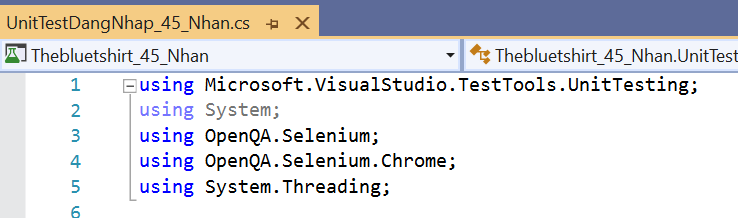 UnitTestDangNhap_45_Nhan.cs
Thebluetshirt_45_Nhan Thebluetshirt_45_Nhan.UnitTest
1 using Microsoft.VisualStudio.TestTools.UnitTesting;
2 using System;
3 using OpenQA.Selenium;
4 using OpenQA.Selenium.Chrome;
5 using System.Threading;
6